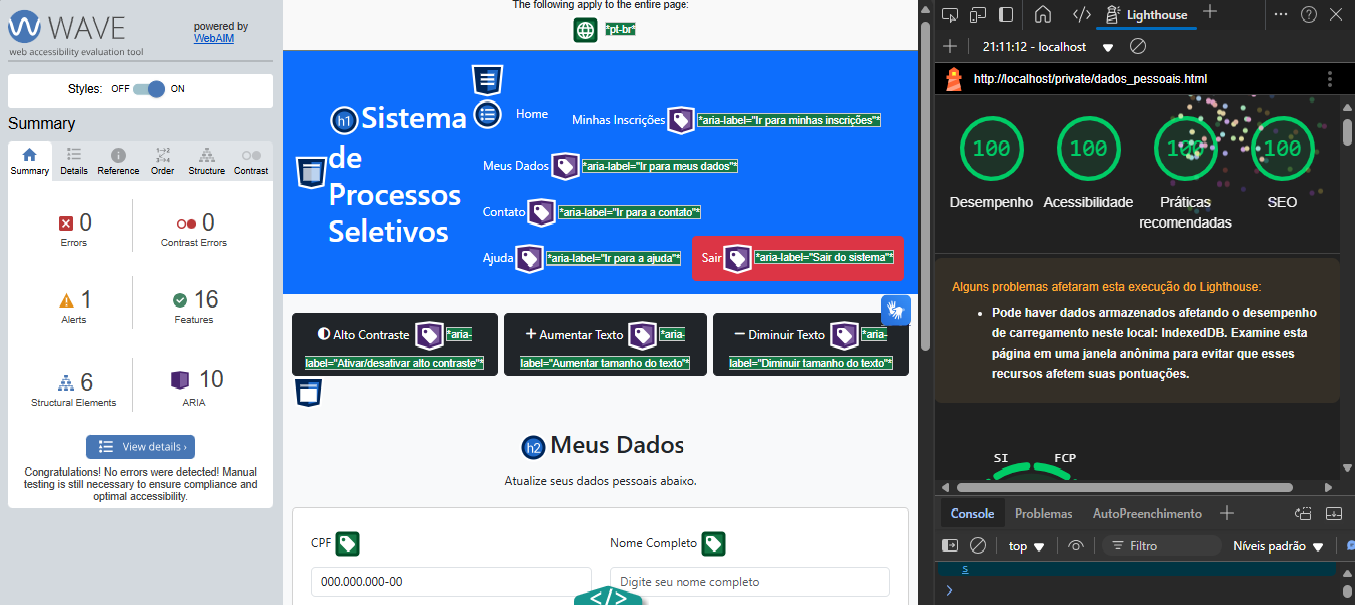 WAVE
web accessibility evaluation tool
powered by
WebAIM
Styles: OFF ON
Summary
Summary Details Reference Order Structure Contrast
0 0
Errors Contrast Errors
1 16
Alerts Features
6 10
Structural Elements ARIA
View details ›
Congratulations! No errors were detected! Manual
testing is still necessary to ensure compliance and
optimal accessibility.
The following apply to the entire page:
*pt-br*
h1 Sistema
de
Processos
Seletivos
Home Minhas Inscrições *aria-label="Ir para minhas inscrições"*
Meus Dados *aria-label="Ir para meus dados"*
Contato *aria-label="Ir para a contato"*
Ajuda *aria-label="Ir para a ajuda"* Sair *aria-label="Sair do sistema"*
Alto Contraste *aria-
label="Ativar/desativar alto contraste"*
Aumentar Texto *aria-
label="Aumentar tamanho do texto"*
Diminuir Texto *aria-
label="Diminuir tamanho do texto"*
h2 Meus Dados
Atualize seus dados pessoais abaixo.
CPF Nome Completo
000.000.000-00 Digite seu nome completo
</>
Lighthouse
21:11:12 - localhost
http://localhost/private/dados_pessoais.html
100 100 100 100
Desempenho Acessibilidade Práticas recomendadas SEO
Alguns problemas afetaram esta execução do Lighthouse:
• Pode haver dados armazenados afetando o desempenho
de carregamento neste local: IndexedDB. Examine esta
página em uma janela anônima para evitar que esses
recursos afetem suas pontuações.
SI FCP
Console Problemas AutoPreenchimento
top Filtro Níveis padrão
s